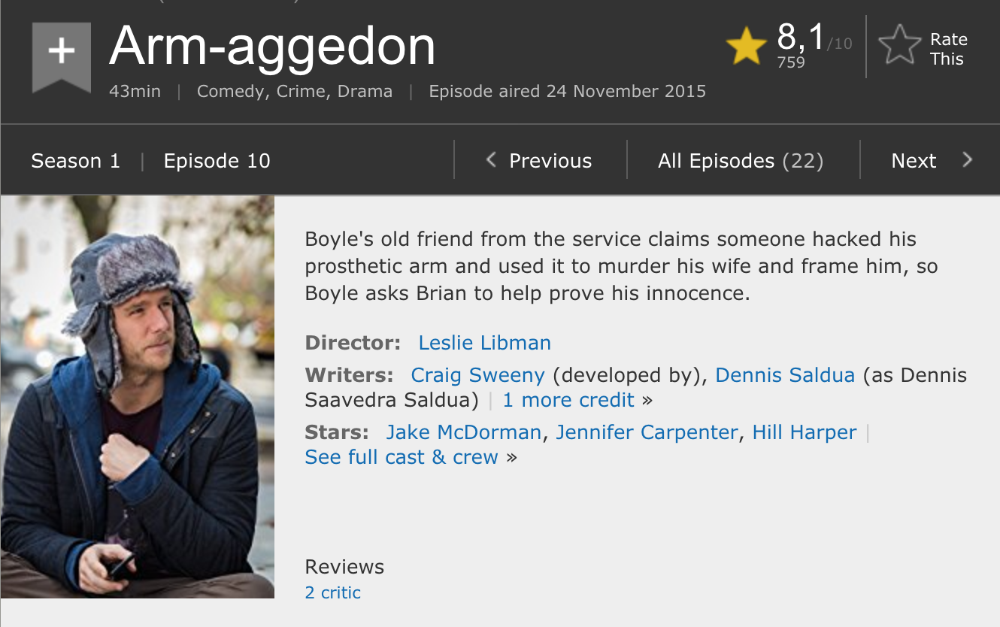 Arm-aggedon
8,1/10
759
Rate
This
43min | Comedy, Crime, Drama | Episode aired 24 November 2015
Season 1 | Episode 10
Previous
All Episodes (22)
Next
Boyle's old friend from the service claims someone hacked his
prosthetic arm and used it to murder his wife and frame him, so
Boyle asks Brian to help prove his innocence.
Director: Leslie Libman
Writers: Craig Sweeny (developed by), Dennis Saldua (as Dennis
Saavedra Saldua) | 1 more credit »
Stars: Jake McDorman, Jennifer Carpenter, Hill Harper |
See full cast & crew »
Reviews
2 critic